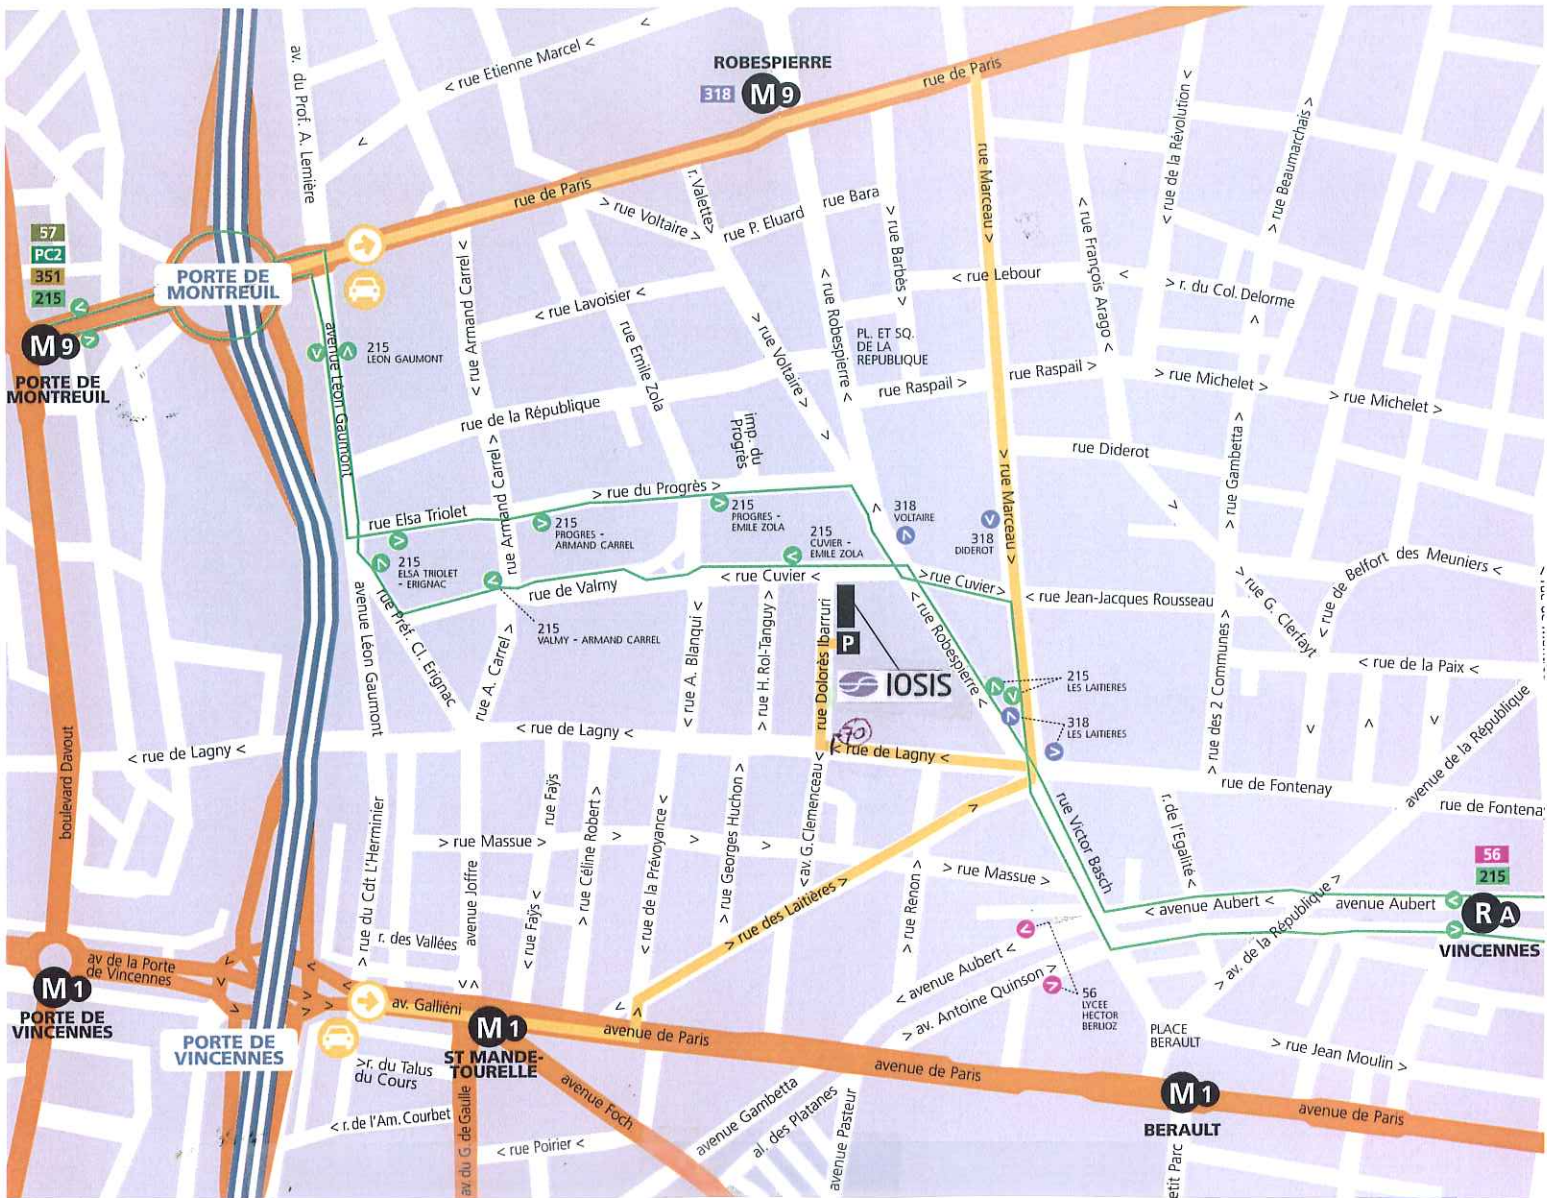 av. du Prof. A. Lemière
< rue Etienne Marcel <
ROBESPIERRE
318 M 9
rue de Paris
rue de Paris
< rue de la Révolution <
> rue Beaumarchais >
r. Valette>
> rue Voltaire >
rue P. Eluard
rue Bara
> rue Barbès >
rue Marceau >
< rue François Arago <
57
PC2
351
215
PORTE DE
MONTREUIL
M 9
PORTE DE
MONTREUIL
< rue Armand Carrel <
< rue Lavoisier <
rue Emile Zola
> rue Voltaire >
< rue Robespierre <
< rue Lebour
> r. du Col. Delorme
PL. ET SQ.
DE LA
REPUBLIQUE
avenue Léon Gaumont
215
LEON GAUMONT
rue Raspail >
rue Raspail >
> rue Michelet >
> rue Michelet >
rue de la République
imp. du
Progrès
rue Diderot
> rue Gambetta >
> rue Marceau >
rue Armand Carrel >
rue Elsa Triolet
> rue du Progrès >
215
PROGRES -
ARMAND CARREL
215
PROGRES -
EMILE ZOLA
215
CUVIER -
EMILE ZOLA
318
VOLTAIRE
318
DIDEROT
215
ELSA TRIOLET
- ERIGNAC
rue de Valmy
< rue Cuvier <
>rue Cuvier>
< rue Jean-Jacques Rousseau
> rue G. Clerfayt
< rue de Belfort des Meuniers <
215
VALMY - ARMAND CARREL
avenue Léon Gaumont
rue Préf. Cl. Erignac
rue A. Carrel >
< rue A. Blanqui <
> rue H. Rol-Tanguy >
rue Dolorès Ibarruri
P
IOSIS
< rue Robespierre <
215
LES LAITIERES
318
LES LAITIERES
> rue des 2 Communes >
< rue de la Paix <
70
boulevard Davout
< rue de Lagny <
< rue de Lagny <
< rue de Lagny <
rue de Fontenay
rue de Fontenay
avenue de la République
> rue du Cdt L'Herminier
> rue Massue >
avenue Joffre
rue Faÿs
< rue Faÿs <
> rue Céline Robert >
< rue de la Prévoyance <
> rue Georges Huchon >
<av. G. Clemenceau <
> rue des Laitières >
> rue Renon >
> rue Massue >
rue Victor Basch
r. de l'Egalité <
56
215
R A
VINCENNES
< avenue Aubert <
avenue Aubert
> av. de la République >
r. des Vallées
av de la Porte
de Vincennes
M 1
PORTE DE
VINCENNES
PORTE DE
VINCENNES
av. Galliéni
M 1
ST MANDE-
TOURELLE
avenue de Paris
< avenue Aubert <
> av. Antoine Quinson >
56
LYCEE
HECTOR
BERLIOZ
PLACE
BERAULT
> rue Jean Moulin >
avenue de Paris
M 1
BERAULT
avenue de Paris
>r. du Talus
du Cours
< r. de l'Am. Courbet
av. du G. de Gaulle
avenue Foch
< rue Poirier <
avenue Gambetta
al. des Platanes
avenue Pasteur
etit Parc